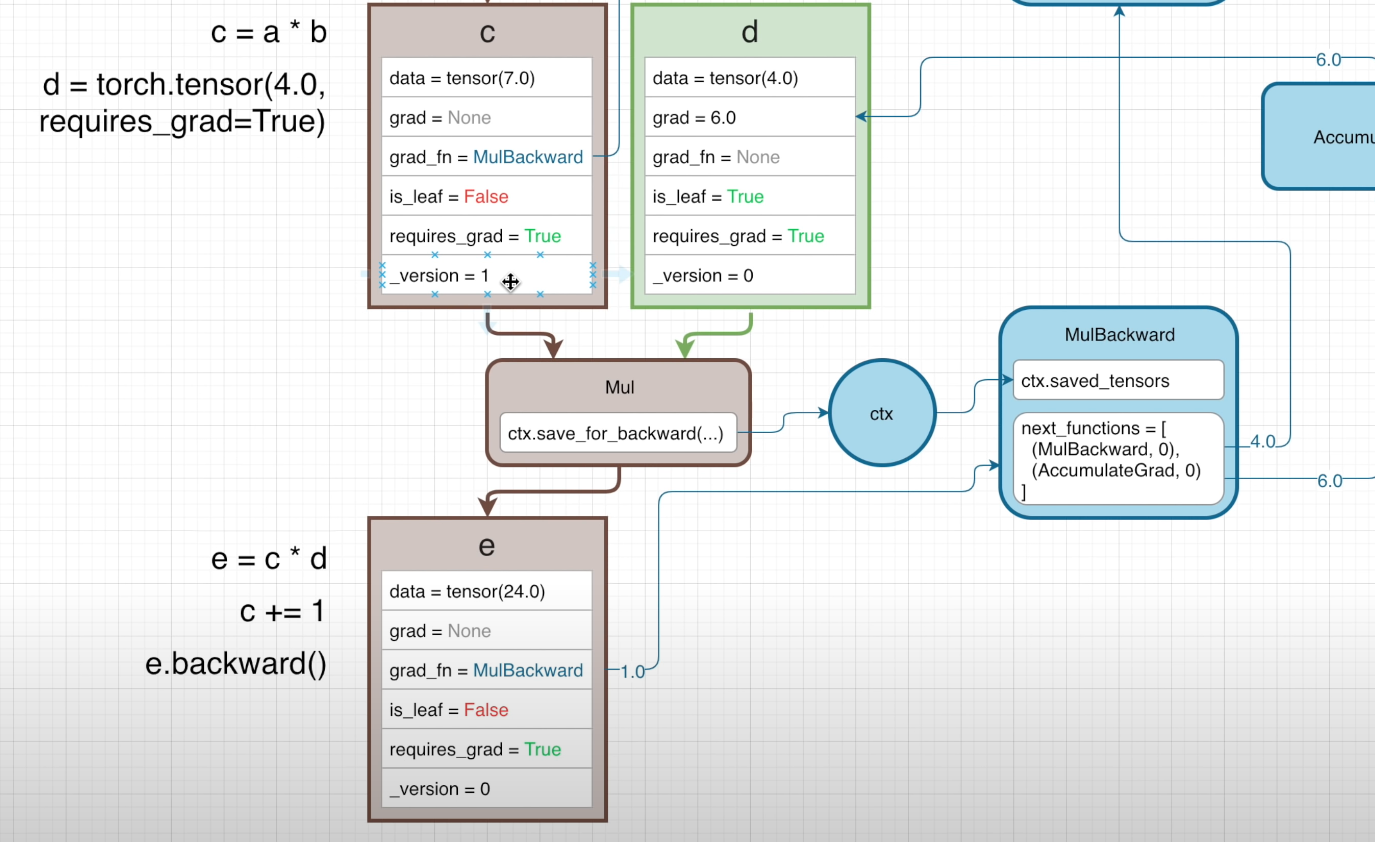 c = a * b
d = torch.tensor(4.0,
requires_grad=True)
c
data = tensor(7.0)
grad = None
grad_fn = MulBackward
is_leaf = False
requires_grad = True
_version = 1
d
data = tensor(4.0)
grad = 6.0
grad_fn = None
is_leaf = True
requires_grad = True
_version = 0
6.0
Accumu
Mul
ctx.save_for_backward(...)
ctx
MulBackward
ctx.saved_tensors
next_functions = [
(MulBackward, 0),
(AccumulateGrad, 0)
]
4.0
6.0
e = c * d
c += 1
e.backward()
e
data = tensor(24.0)
grad = None
grad_fn = MulBackward
is_leaf = False
requires_grad = True
_version = 0
1.0